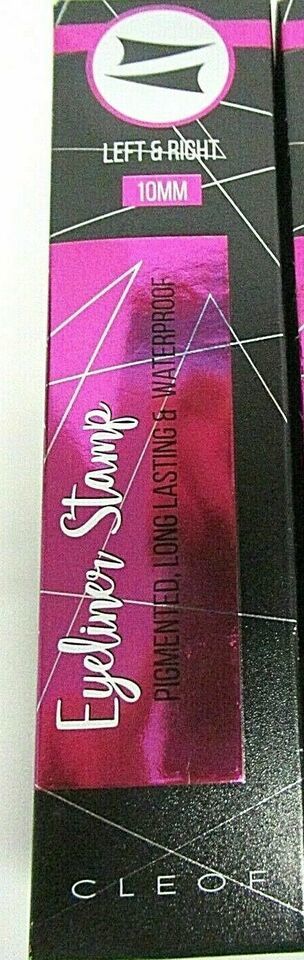 LEFT & RIGHT
10MM
Eyeliner Stamp
PIGMENTED, LONG LASTING & WATERPROOF
CLEOF